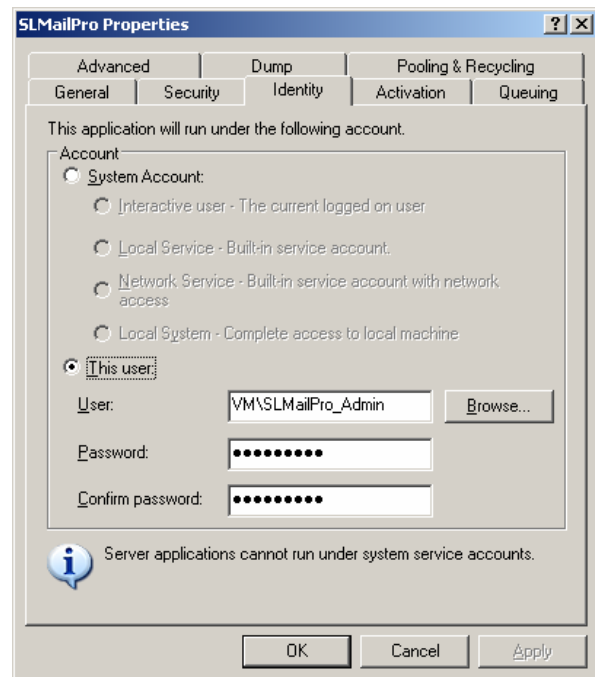 SLMailPro Properties
Advanced Dump Pooling & Recycling
General Security Identity Activation Queuing
This application will run under the following account.
Account
System Account:
Interactive user - The current logged on user
Local Service - Built-in service account.
Network Service - Built-in service account with network
access
Local System - Complete access to local machine
This user:
User: VM\SLMailPro_Admin Browse...
Password: •••••••••
Confirm password: •••••••••
Server applications cannot run under system service accounts.
OK Cancel Apply